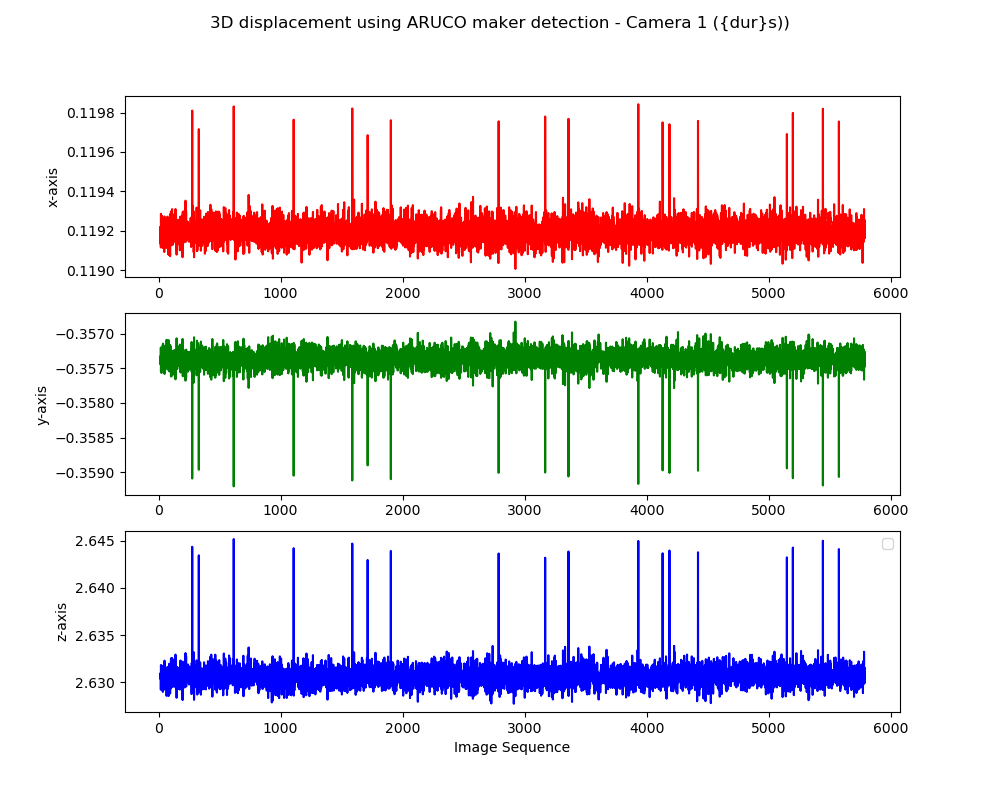 3D displacement using ARUCO maker detection - Camera 1 ({dur}s))
0.1198
0.1196
0.1194
0.1192
0.1190
x-axis
0 1000 2000 3000 4000 5000 6000
−0.3570
−0.3575
−0.3580
−0.3585
−0.3590
y-axis
0 1000 2000 3000 4000 5000 6000
2.645
2.640
2.635
2.630
z-axis
0 1000 2000 3000 4000 5000 6000
Image Sequence